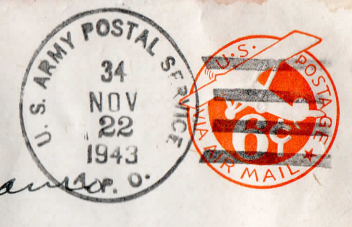 U. S. ARMY POSTAL SERVICE
34
NOV
22
1943
A. P. O.
U.S. POSTAGE
6¢
VIA AIR MAIL